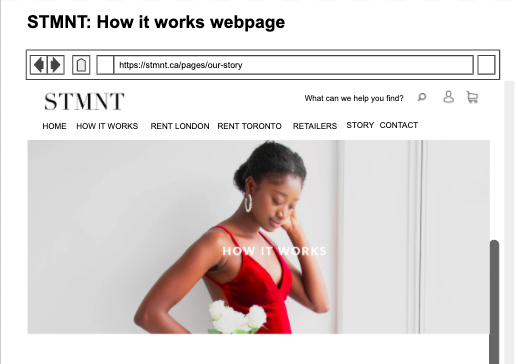 STMNT: How it works webpage
https://stmnt.ca/pages/our-story
STMNT
What can we help you find?
HOME HOW IT WORKS RENT LONDON RENT TORONTO RETAILERS STORY CONTACT
HOW IT WORKS